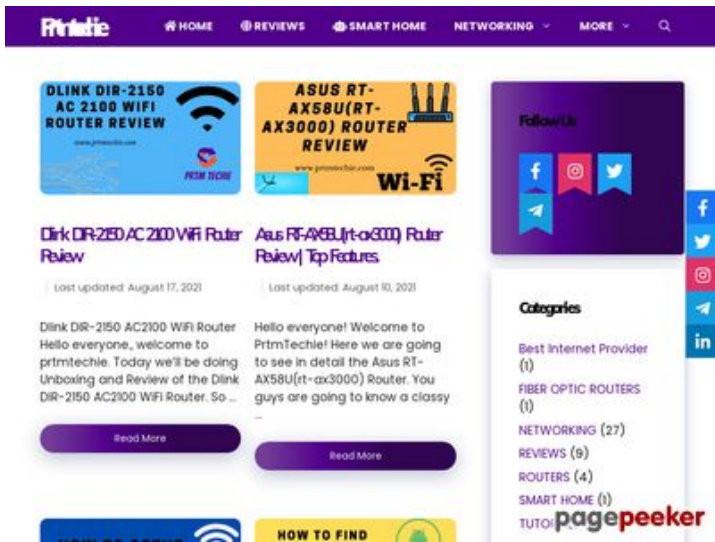 PrtmTechie
HOME
REVIEWS
SMART HOME
NETWORKING
MORE
DLINK DIR-2150
AC 2100 WIFI
ROUTER REVIEW
www.prtmtechie.com
PRTM TECHIE
ASUS RT-
AX58U(RT-
AX3000) ROUTER
REVIEW
www.prtmtechie.com
Wi-Fi
Dlink DIR-2150 AC 2100 WiFi Router
Review
Last updated: August 17, 2021
Dlink DIR-2150 AC2100 WiFi Router
Hello everyone, welcome to
prtmtechie. Today we'll be doing
Unboxing and Review of the Dlink
DIR-2150 AC2100 WiFi Router. So ...
Read More
Asus RT-AX58U(rt-ax3000) Router
Review | Top Features.
Last updated: August 10, 2021
Hello everyone! Welcome to
PrtmTechie! Here we are going
to see in detail the Asus RT-
AX58U(rt-ax3000) Router. You
guys are going to know a classy
...
Read More
HOW TO FIND
Follow Us
Categories
Best Internet Provider
(1)
FIBER OPTIC ROUTERS
(1)
NETWORKING (27)
REVIEWS (9)
ROUTERS (4)
SMART HOME (1)
pagepeeker